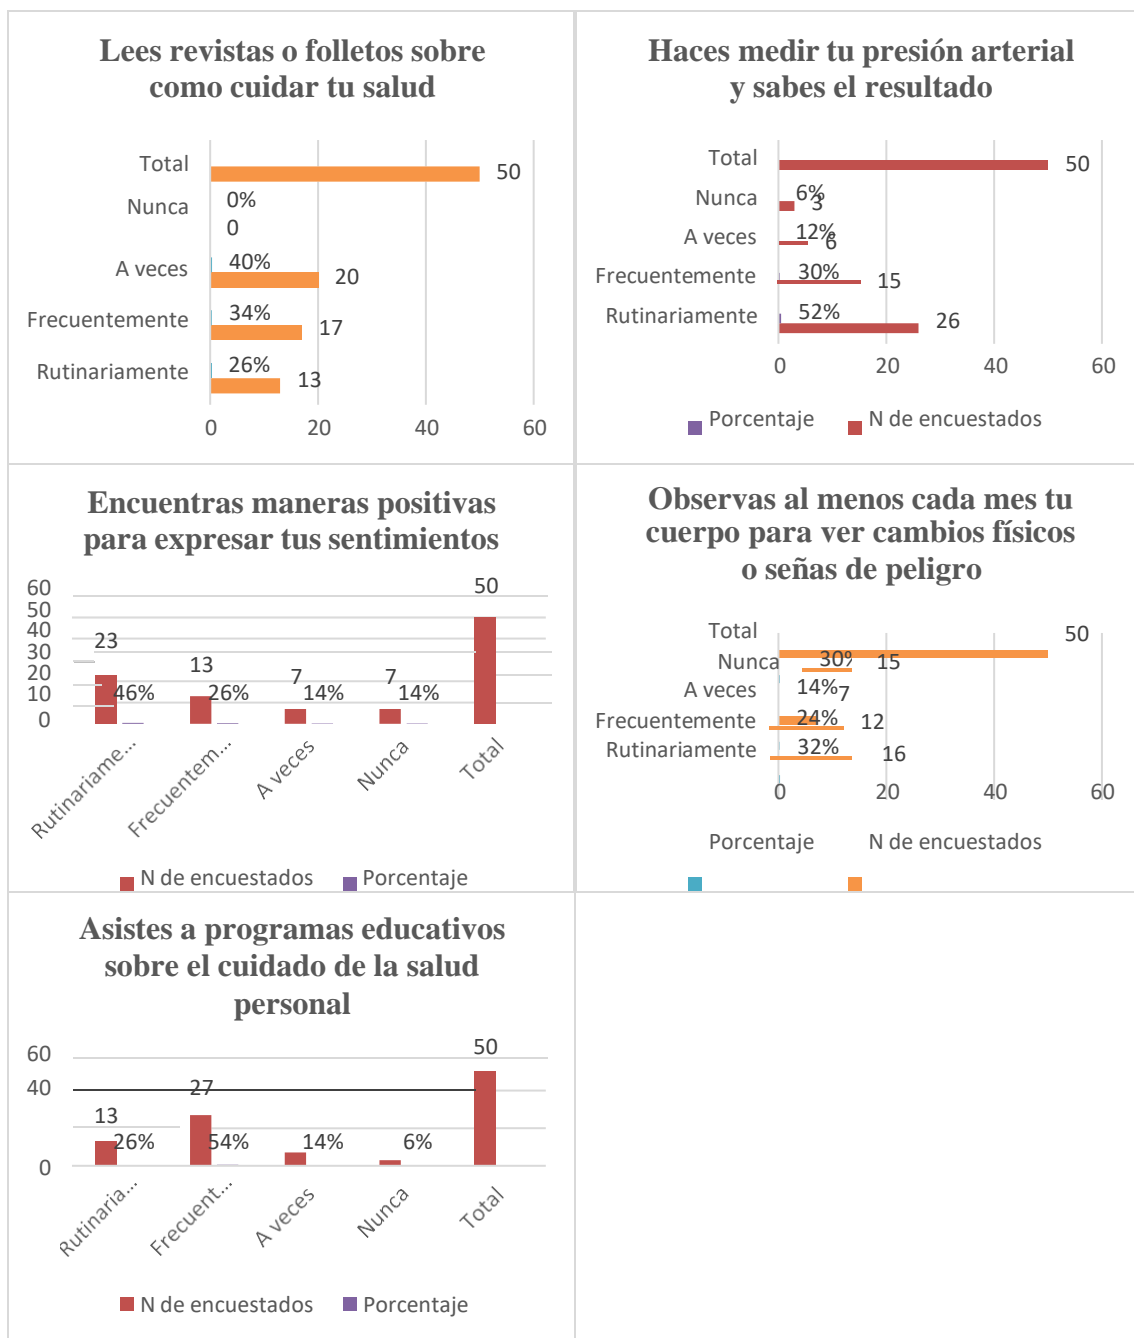 Lees revistas o folletos sobre
como cuidar tu salud
Total
50
Nunca
0%
0
A veces
40%
20
Frecuentemente
34%
17
Rutinariamente
26%
13
0 20 40 60
Haces medir tu presión arterial
y sabes el resultado
Total
50
Nunca
6%
3
A veces
12%
6
Frecuentemente
30%
15
Rutinariamente
52%
26
0 20 40 60
Porcentaje N de encuestados
Encuentras maneras positivas
para expresar tus sentimientos
60
50
40
30
20
10
0
23
46%
13
26%
7
14%
7
14%
50
Rutinariame...
Frecuentem...
A veces
Nunca
Total
N de encuestados Porcentaje
Observas al menos cada mes tu
cuerpo para ver cambios físicos
o señas de peligro
Total
50
Nunca
30%
15
A veces
14%
7
Frecuentemente
24%
12
Rutinariamente
32%
16
0 20 40 60
Porcentaje N de encuestados
Asistes a programas educativos
sobre el cuidado de la salud
personal
60
40
0
13
26%
27
54%
14%
6%
50
Rutinaria...
Frecuent...
A veces
Nunca
Total
N de encuestados Porcentaje